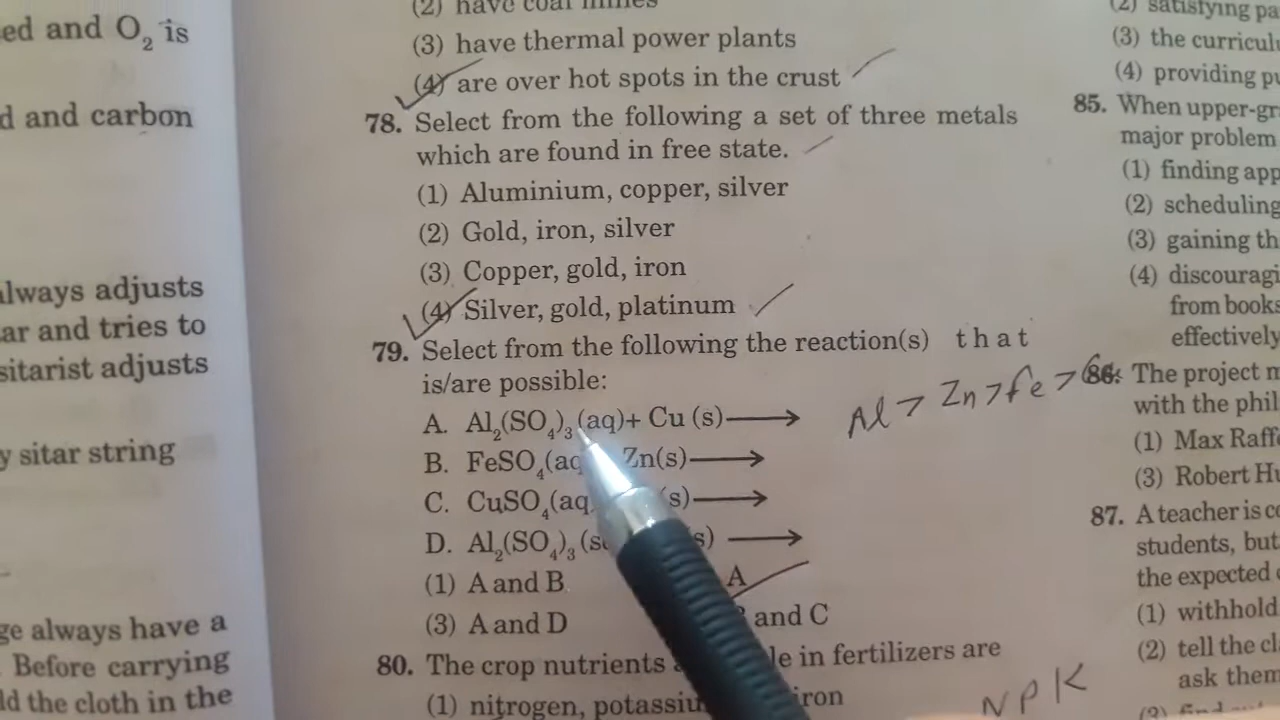 ed and O2 is
d and carbon
always adjusts
ar and tries to
sitarist adjusts
y sitar string
ge always have a
Before carrying
ld the cloth in the
(2) have coal mines
(3) have thermal power plants
(4) are over hot spots in the crust
78. Select from the following a set of three metals
which are found in free state.
(1) Aluminium, copper, silver
(2) Gold, iron, silver
(3) Copper, gold, iron
(4) Silver, gold, platinum
79. Select from the following the reaction(s) that
is/are possible:
A. Al2(SO4)3(aq)+ Cu (s)⟶
B. FeSO4(aq Zn(s)⟶
C. CuSO4(aq (s)⟶
D. Al2(SO4)3 (s s) ⟶
(1) A and B A
(3) A and D and C
80. The crop nutrients le in fertilizers are
(1) nitrogen, potassiu iron
Al > Zn > Fe >
N P K
(2) satisfying pa
(3) the curricul
(4) providing pu
85. When upper-gr
major problem
(1) finding app
(2) scheduling
(3) gaining th
(4) discouragi
from books
effectively
86. The project m
with the phil
(1) Max Raff
(3) Robert Hu
87. A teacher is c
students, but
the expected
(1) withhold
(2) tell the cl
ask them